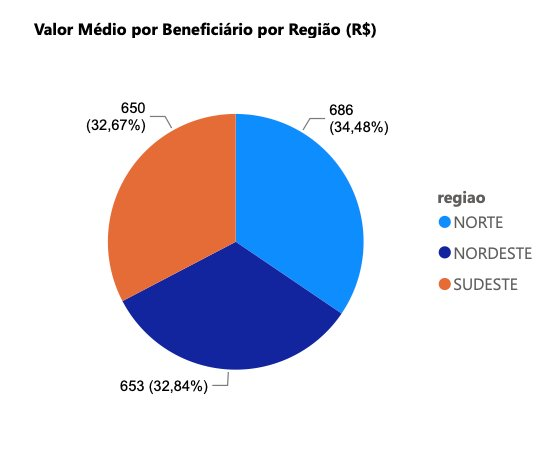 Valor Médio por Beneficiário por Região (R$)
650
(32,67%)
686
(34,48%)
653 (32,84%)
regiao
NORTE
NORDESTE
SUDESTE